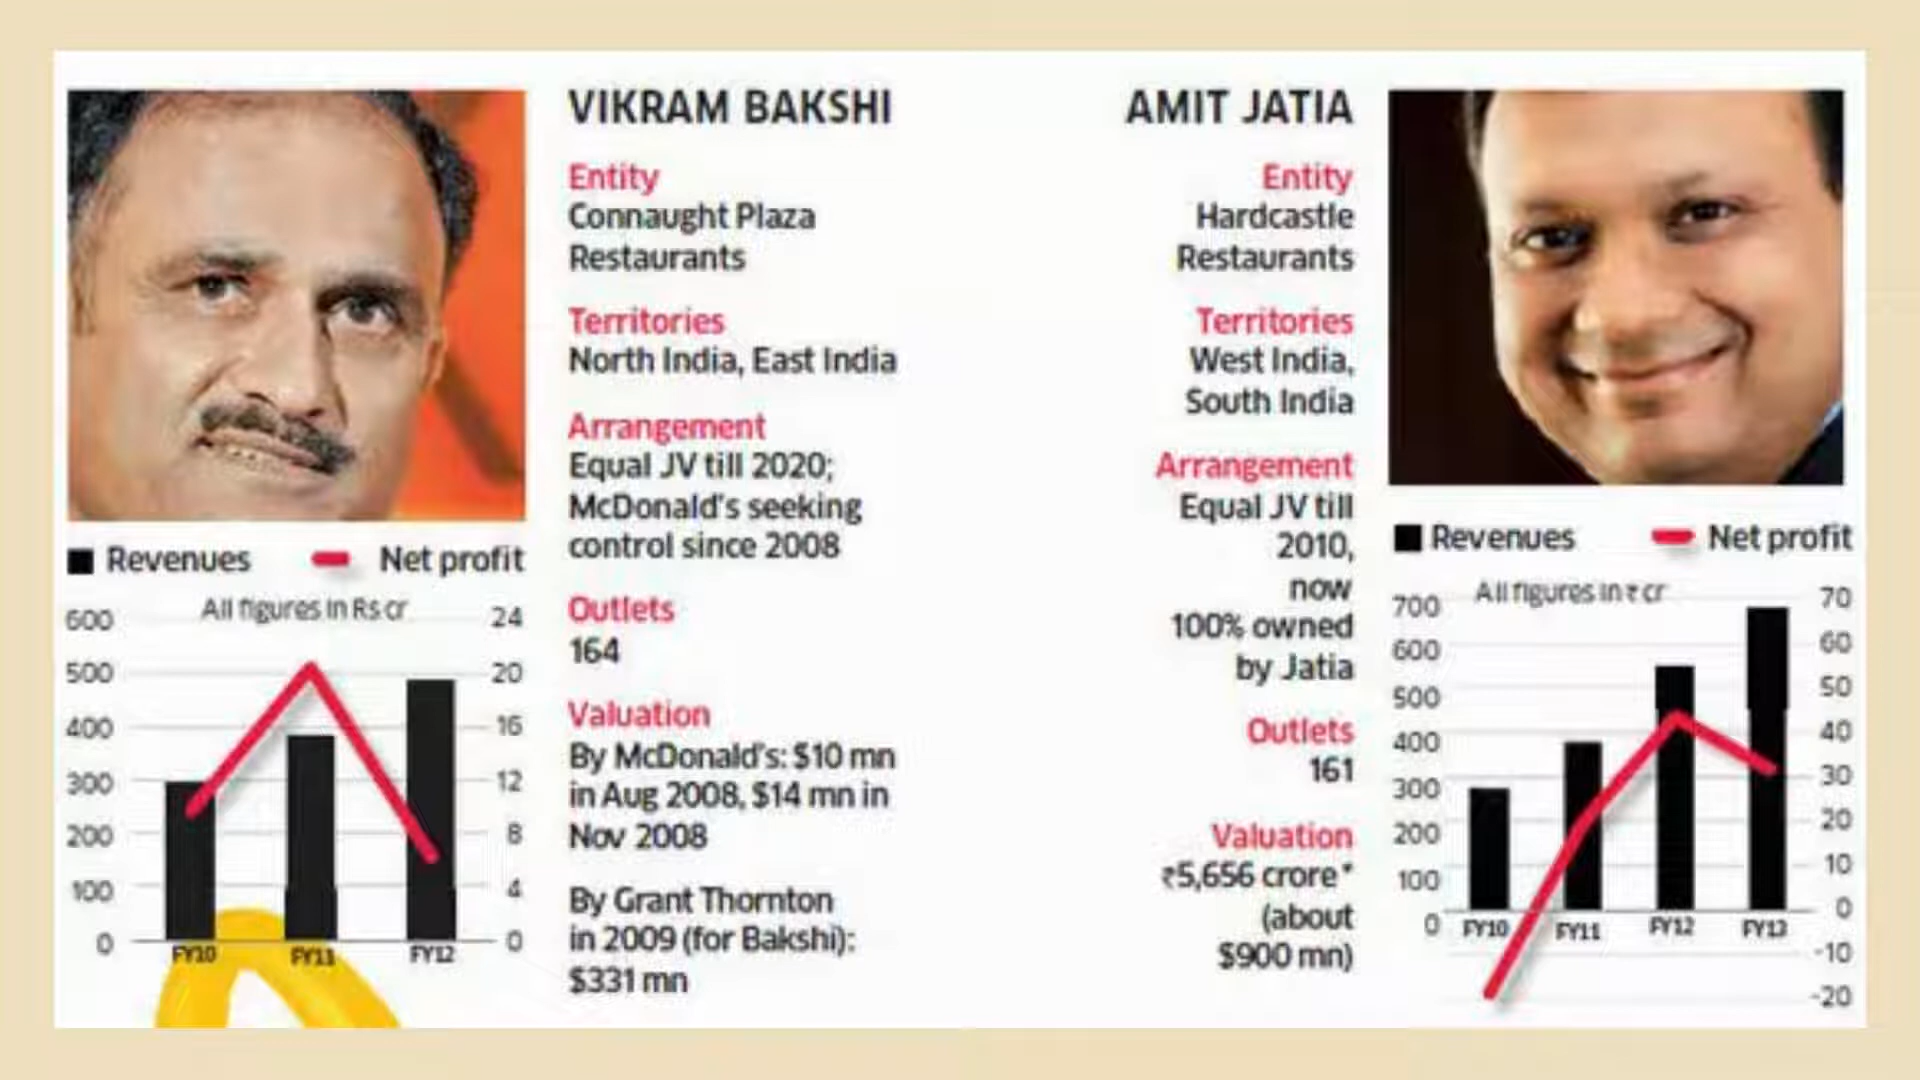 VIKRAM BAKSHI
Entity
Connaught Plaza
Restaurants
Territories
North India, East India
Arrangement
Equal JV till 2020;
McDonald's seeking
control since 2008
Outlets
164
Valuation
By McDonald's: $10 mn
in Aug 2008, $14 mn in
Nov 2008
By Grant Thornton
in 2009 (for Bakshi):
$331 mn
Revenues Net profit
All figures in Rs cr
600 24
500 20
400 16
300 12
200 8
100 4
0 0
FY10 FY11 FY12
AMIT JATIA
Entity
Hardcastle
Restaurants
Territories
West India,
South India
Arrangement
Equal JV till
2010,
now
100% owned
by Jatia
Outlets
161
Valuation
₹5,656 crore*
(about
$900 mn)
Revenues Net profit
All figures in ₹ cr
700 70
600 60
500 50
400 40
300 30
200 20
100 10
0 0
FY10 FY11 FY12 FY13
-10
-20